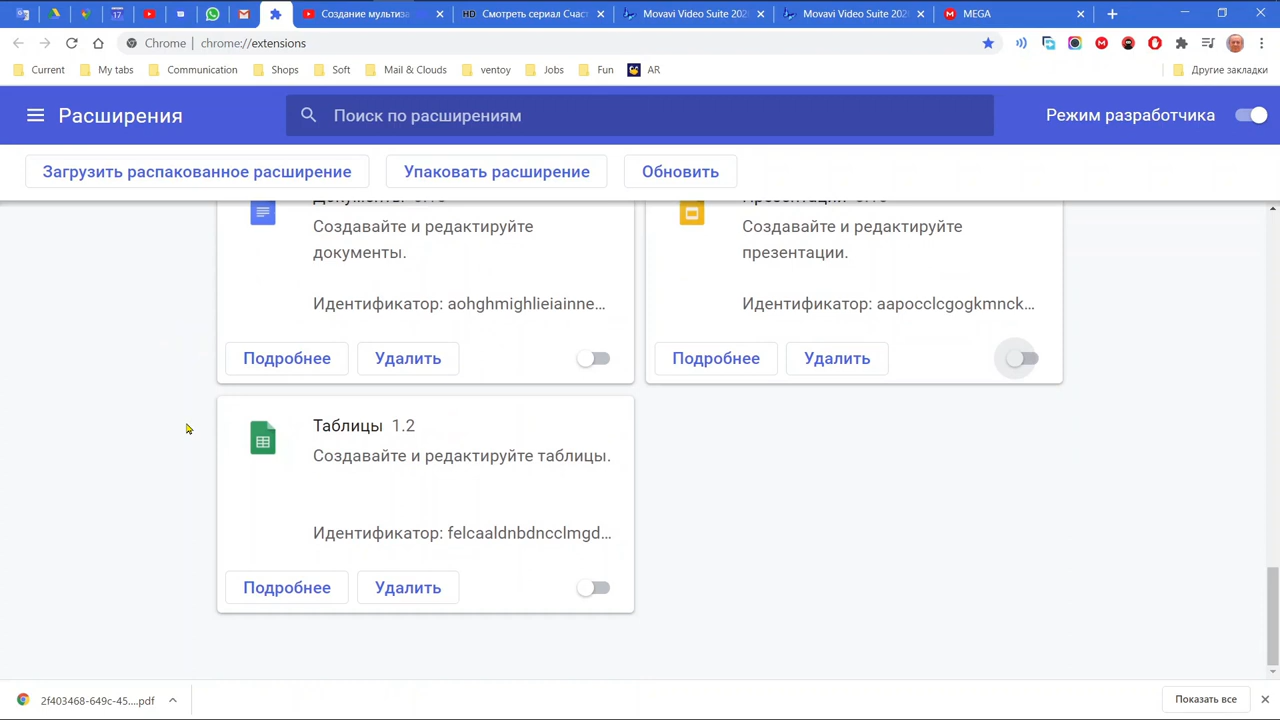 Создание мультиза
Смотреть сериал Счаст
Movavi Video Suite 202
Movavi Video Suite 202
MEGA
Chrome | chrome://extensions
Current
My tabs
Communication
Shops
Soft
Mail & Clouds
ventoy
Jobs
Fun
AR
Другие закладки
Расширения
Поиск по расширениям
Режим разработчика
Загрузить распакованное расширение
Упаковать расширение
Обновить
Создавайте и редактируйте
документы.
Идентификатор: aohghmighlieiainne...
Подробнее
Удалить
Создавайте и редактируйте
презентации.
Идентификатор: aapocclcgogkmnck...
Подробнее
Удалить
Таблицы 1.2
Создавайте и редактируйте таблицы.
Идентификатор: felcaaldnbdncclmgd...
Подробнее
Удалить
2f403468-649c-45....pdf
Показать все